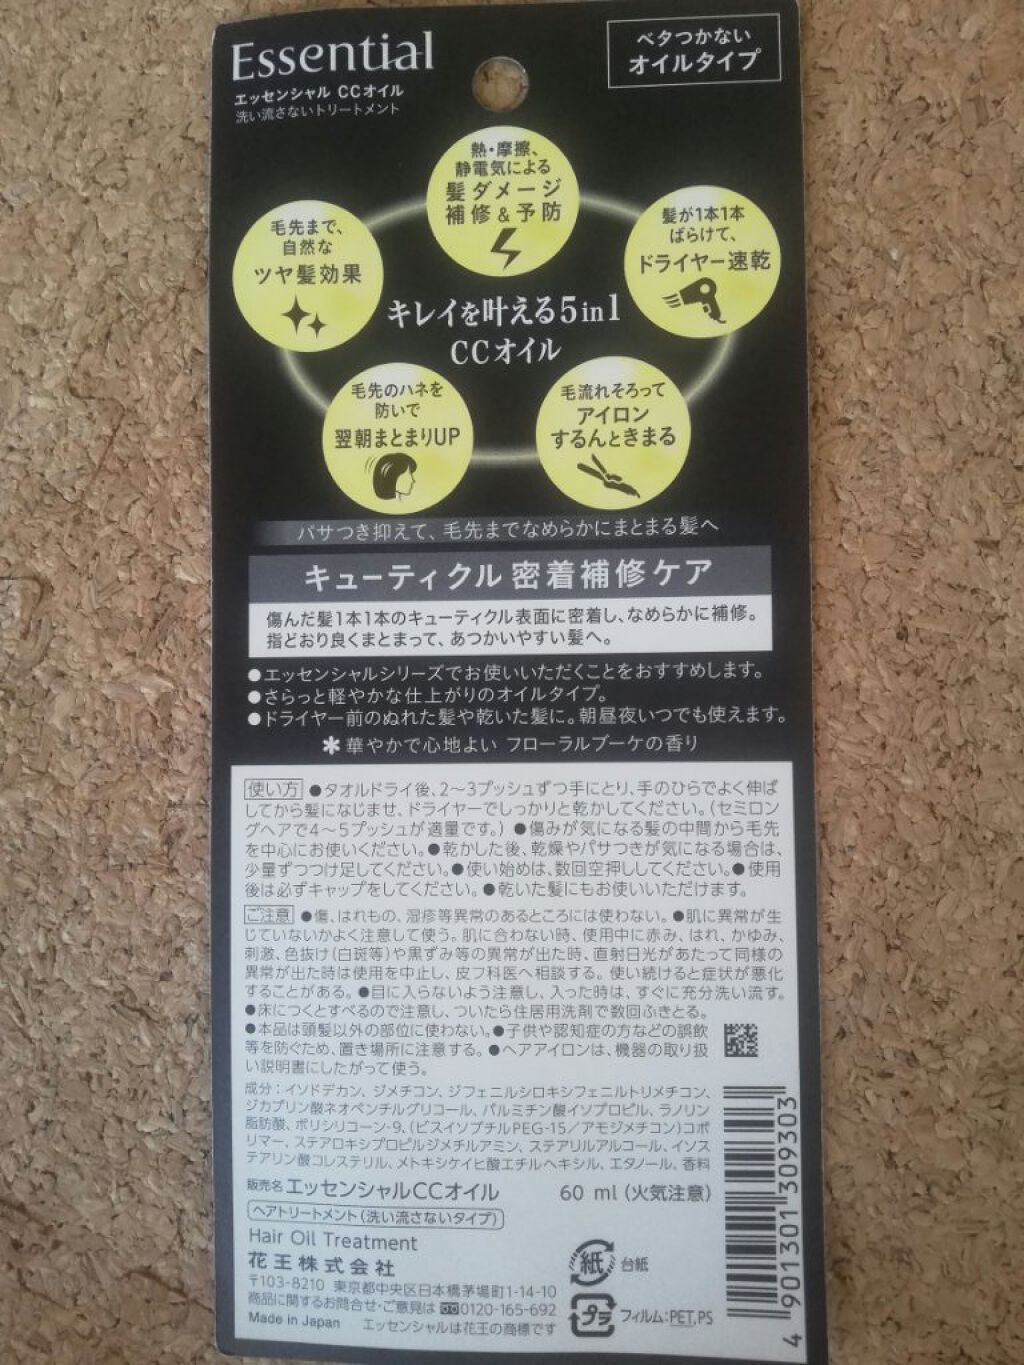 Essential
エッセンシャル CCオイル
洗い流さないトリートメント
ベタつかない
オイルタイプ
熱・摩擦、
静電気による
髪ダメージ
補修&予防
毛先まで、
自然な
ツヤ髪効果
髪が1本1本
ばらけて、
ドライヤー速乾
キレイを叶える5in1
CCオイル
毛先のハネを
防いで
翌朝まとまりUP
毛流れそろって
アイロン
するんときまる
パサつき抑えて、毛先までなめらかにまとまる髪へ
キューティクル 密着補修ケア
傷んだ髪1本1本のキューティクル表面に密着し、なめらかに補修。
指どおり良くまとまって、あつかいやすい髪へ。
●エッセンシャルシリーズでお使いいただくことをおすすめします。
●さらっと軽やかな仕上がりのオイルタイプ。
●ドライヤー前のぬれた髪や乾いた髪に。朝昼夜いつでも使えます。
＊華やかで心地よい フローラルブーケの香り
使い方 ●タオルドライ後、2～3プッシュずつ手にとり、手のひらでよく伸ば
してから髪になじませ、ドライヤーでしっかりと乾かしてください。(セミロン
グヘアで4～5プッシュが適量です。) ●傷みが気になる髪の中間から毛先
を中心にお使いください。●乾かした後、乾燥やパサつきが気になる場合は、
少量ずつつけ足してください。●使い始めは、数回空押ししてください。●使用
後は必ずキャップをしてください。●乾いた髪にもお使いいただけます。
ご注意 ●傷、はれもの、湿疹等異常のあるところには使わない。●肌に異常が生
じていないかよく注意して使う。肌に合わない時、使用中に赤み、はれ、かゆみ、
刺激、色抜け(白斑等)や黒ずみ等の異常が出た時、直射日光があたって同様の
異常が出た時は使用を中止し、皮フ科医へ相談する。使い続けると症状が悪化
することがある。●目に入らないよう注意し、入った時は、すぐに充分洗い流す。
●床につくとすべるので注意し、ついたら住居用洗剤で数回ふきとる。
●本品は頭髪以外の部位に使わない。●子供や認知症の方などの誤飲
等を防ぐため、置き場所に注意する。●ヘアアイロンは、機器の取り扱
い説明書にしたがって使う。
成分：イソドデカン、ジメチコン、ジフェニルシロキシフェニルトリメチコン、
ジカプリン酸ネオペンチルグリコール、パルミチン酸イソプロピル、ラノリン
脂肪酸、ポリシリコーン-9、(ビスイソブチルPEG-15／アモジメチコン)コポ
リマー、ステアロキシプロピルジメチルアミン、ステアリルアルコール、イソス
テアリン酸コレステリル、メトキシケイヒ酸エチルヘキシル、エタノール、香料
販売名 エッセンシャルCCオイル 60 ml (火気注意)
ヘアトリートメント(洗い流さないタイプ)
Hair Oil Treatment
花王株式会社
〒103-8210 東京都中央区日本橋茅場町1-14-10
商品に関するお問合せ・ご意見は 0120-165-692
Made in Japan エッセンシャルは花王の商標です
紙 台紙
プラ フィルム:PET,PS
4 901301 309303